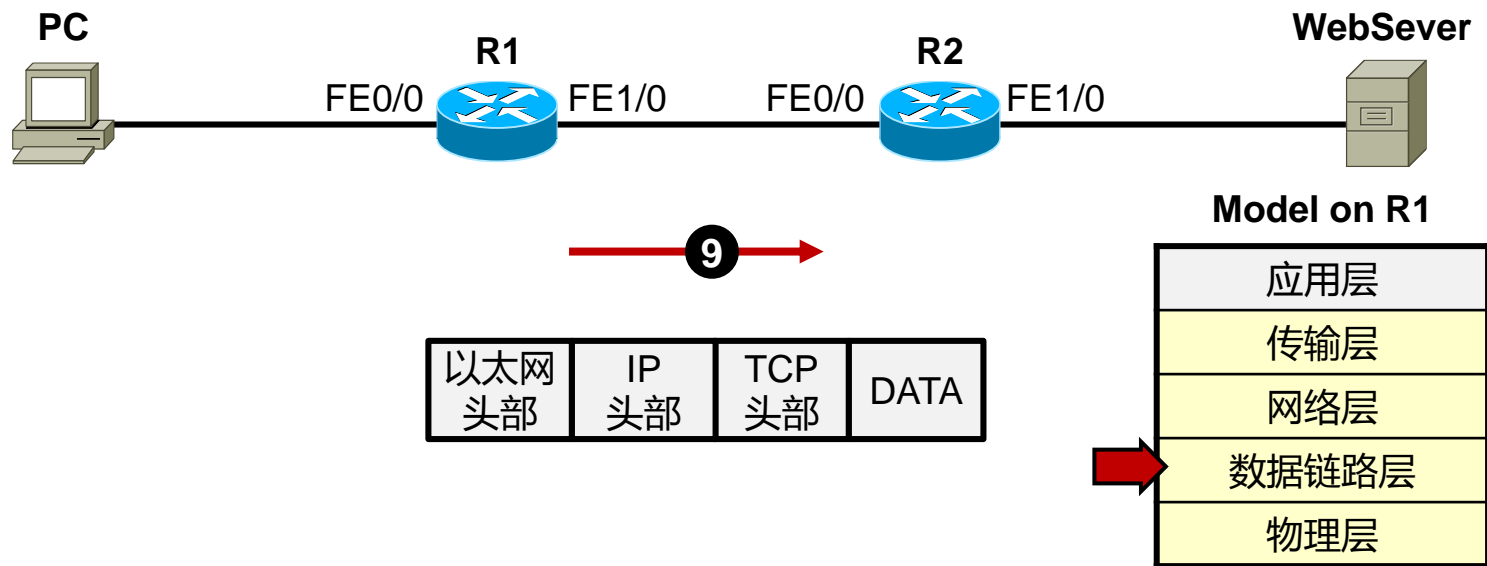 PC
WebSever
R1
R2
FE0/0
FE1/0
FE0/0
FE1/0
Model on R1
9
应用层
传输层
网络层
数据链路层
物理层
以太网
头部
IP
头部
TCP
头部
DATA